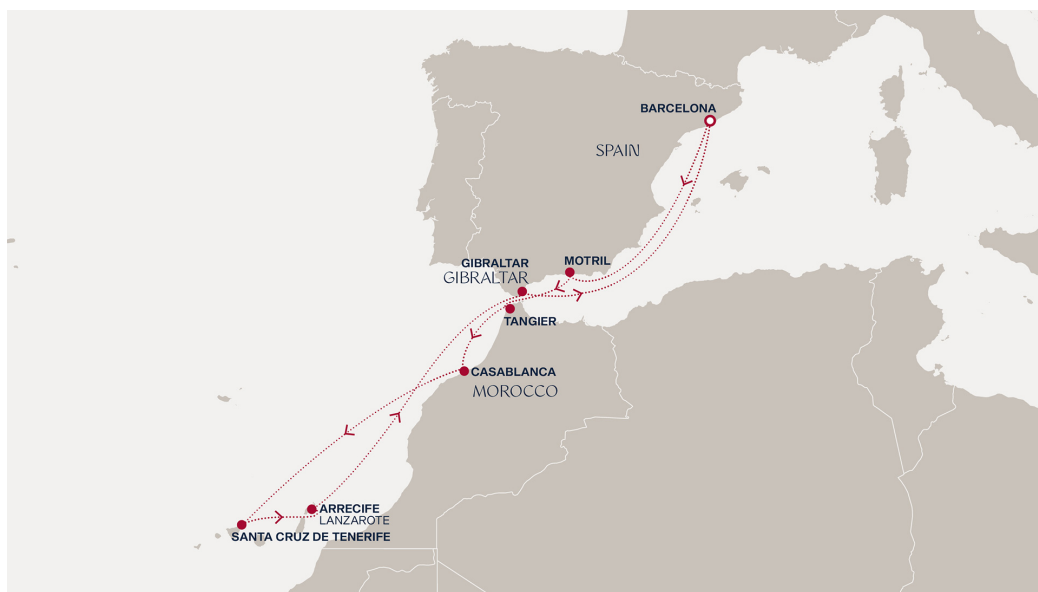 BARCELONA
SPAIN
GIBRALTAR
GIBRALTAR
MOTRIL
TANGIER
CASABLANCA
MOROCCO
ARRECIFE
LANZAROTE
SANTA CRUZ DE TENERIFE